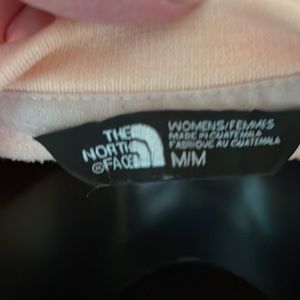 THE
NORTH
FACE
WOMENS/FEMMES
MADE IN GUATEMALA
FABRIQUE AU GUATEMALA
M/M